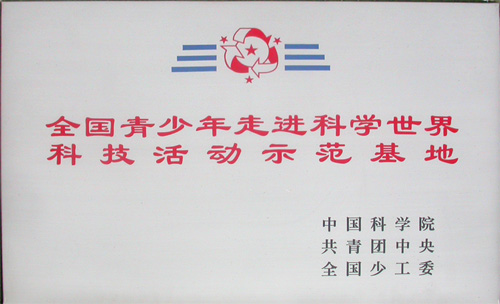 全国青少年走进科学世界
科技活动示范基地
中国科学院
共青团中央
全国少工委